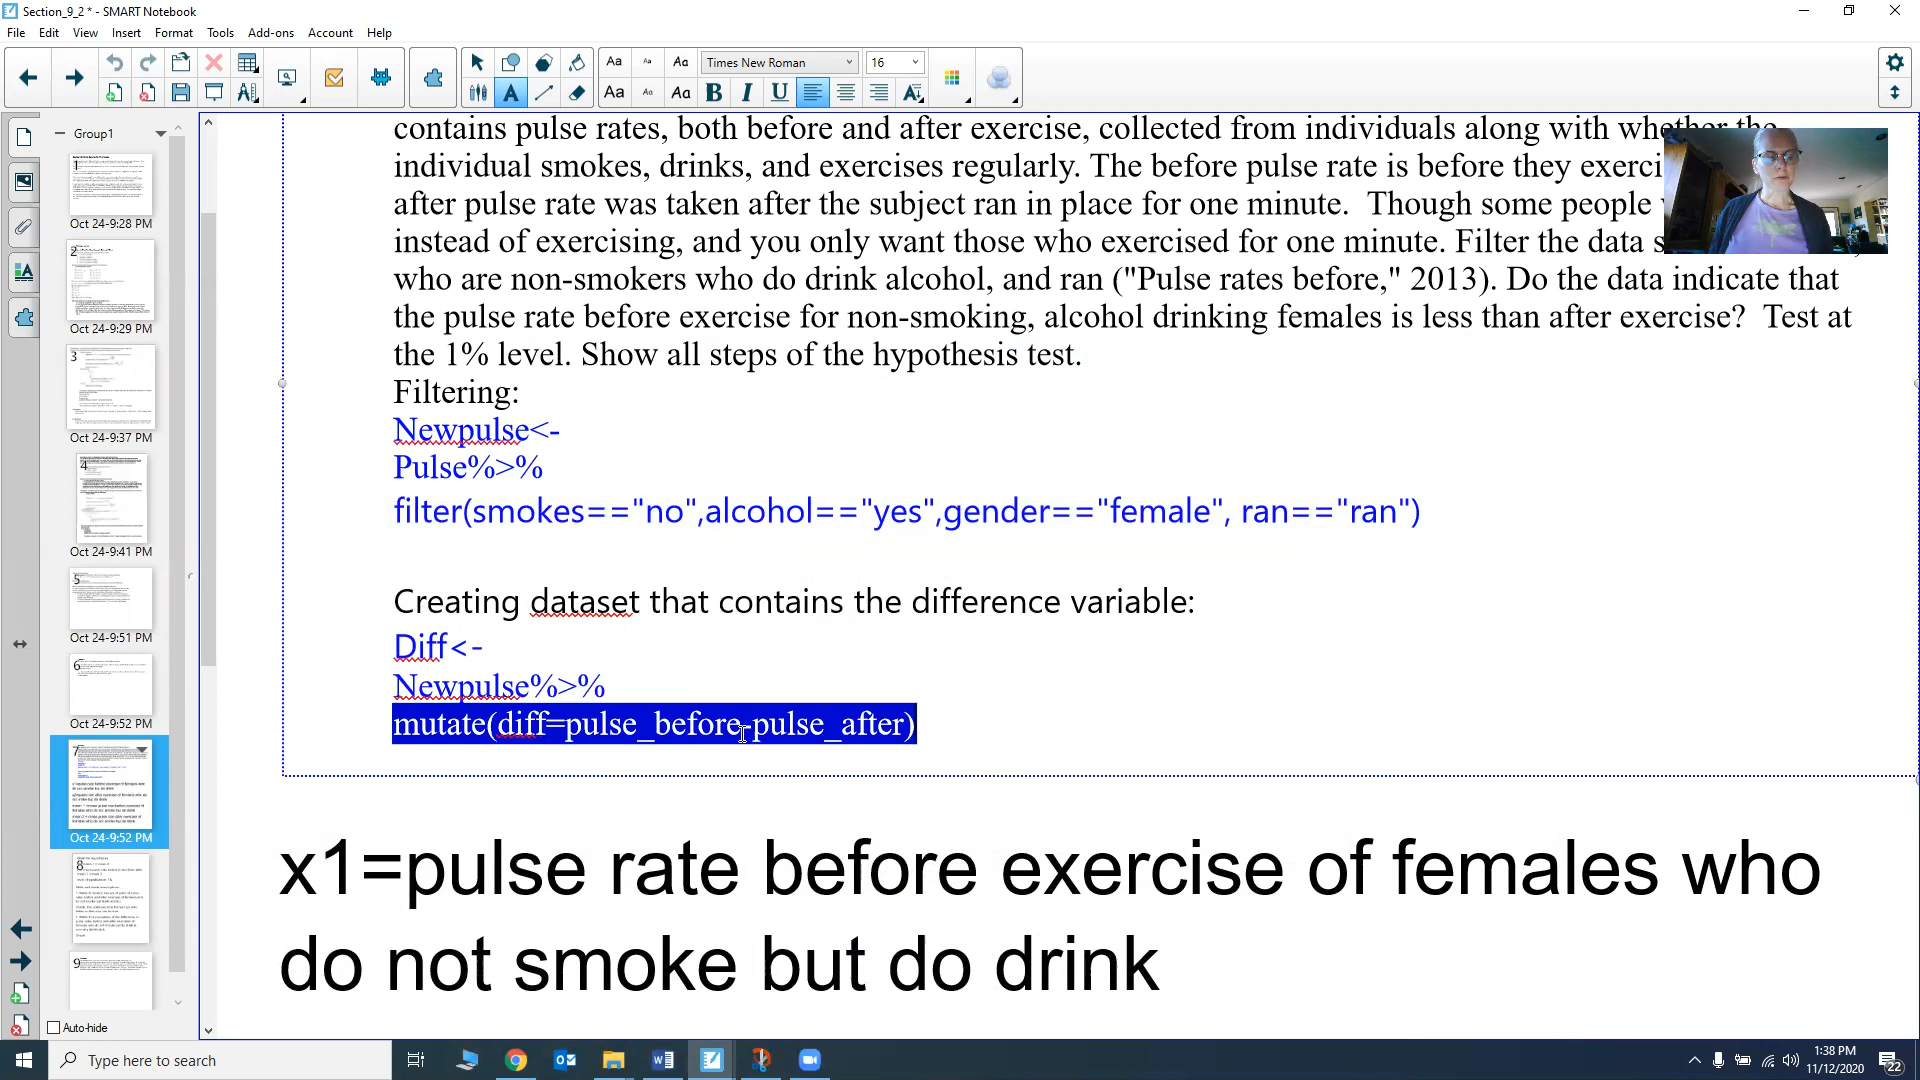 Section_9_2 * - SMART Notebook
File Edit View Insert Format Tools Add-ons Account Help
Times New Roman 16
Group1
Oct 24-9:28 PM
Oct 24-9:29 PM
Oct 24-9:37 PM
Oct 24-9:41 PM
Oct 24-9:51 PM
Oct 24-9:52 PM
Oct 24-9:52 PM
Auto-hide
contains pulse rates, both before and after exercise, collected from individuals along with whether the
individual smokes, drinks, and exercises regularly. The before pulse rate is before they exerci
after pulse rate was taken after the subject ran in place for one minute.  Though some people
instead of exercising, and you only want those who exercised for one minute. Filter the data s
who are non-smokers who do drink alcohol, and ran ("Pulse rates before," 2013). Do the data indicate that
the pulse rate before exercise for non-smoking, alcohol drinking females is less than after exercise?  Test at
the 1% level. Show all steps of the hypothesis test.
Filtering:
Newpulse<-
Pulse%>%
filter(smokes=="no",alcohol=="yes",gender=="female", ran=="ran")
Creating dataset that contains the difference variable:
Diff<-
Newpulse%>%
mutate(diff=pulse_before-pulse_after)
x1=pulse rate before exercise of females who
do not smoke but do drink
Type here to search
1:38 PM
11/12/2020
22